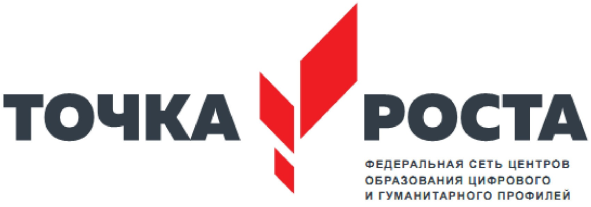 ТОЧКА РОСТА
ФЕДЕРАЛЬНАЯ СЕТЬ ЦЕНТРОВ
ОБРАЗОВАНИЯ ЦИФРОВОГО
И ГУМАНИТАРНОГО ПРОФИЛЕЙ